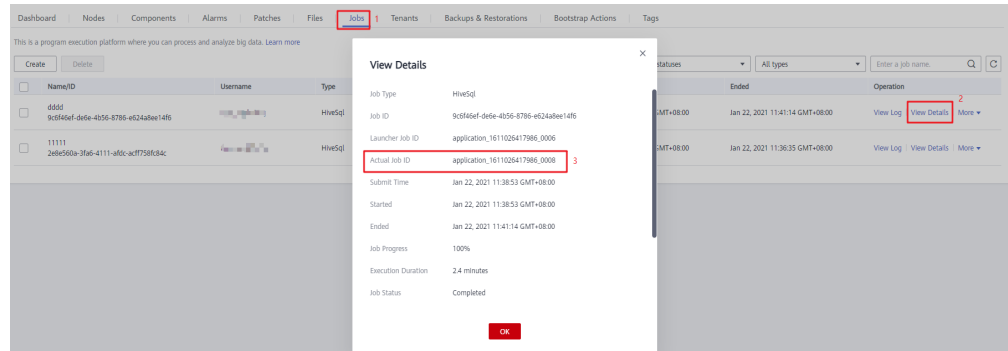 Dashboard Nodes Components Alarms Patches Files Jobs 1 Tenants Backups & Restorations Bootstrap Actions Tags
This is a program execution platform where you can process and analyze big data. Learn more
Create Delete statuses All types Enter a job name.
Name/ID Username Type Ended Operation
2
dddd
9c6f46ef-de6e-4b56-8786-e624a8ee14f6 HiveSql GMT+08:00 Jan 22, 2021 11:41:14 GMT+08:00 View Log View Details More
11111
2e8e560a-3fa6-4111-afdc-acff758fc84c HiveSql GMT+08:00 Jan 22, 2021 11:36:35 GMT+08:00 View Log View Details More
View Details
Job Type HiveSql
Job ID 9c6f46ef-de6e-4b56-8786-e624a8ee14f6
Launcher Job ID application_1611026417986_0006
Actual Job ID application_1611026417986_0008 3
Submit Time Jan 22, 2021 11:38:53 GMT+08:00
Started Jan 22, 2021 11:38:53 GMT+08:00
Ended Jan 22, 2021 11:41:14 GMT+08:00
Job Progress 100%
Execution Duration 2.4 minutes
Job Status Completed
OK